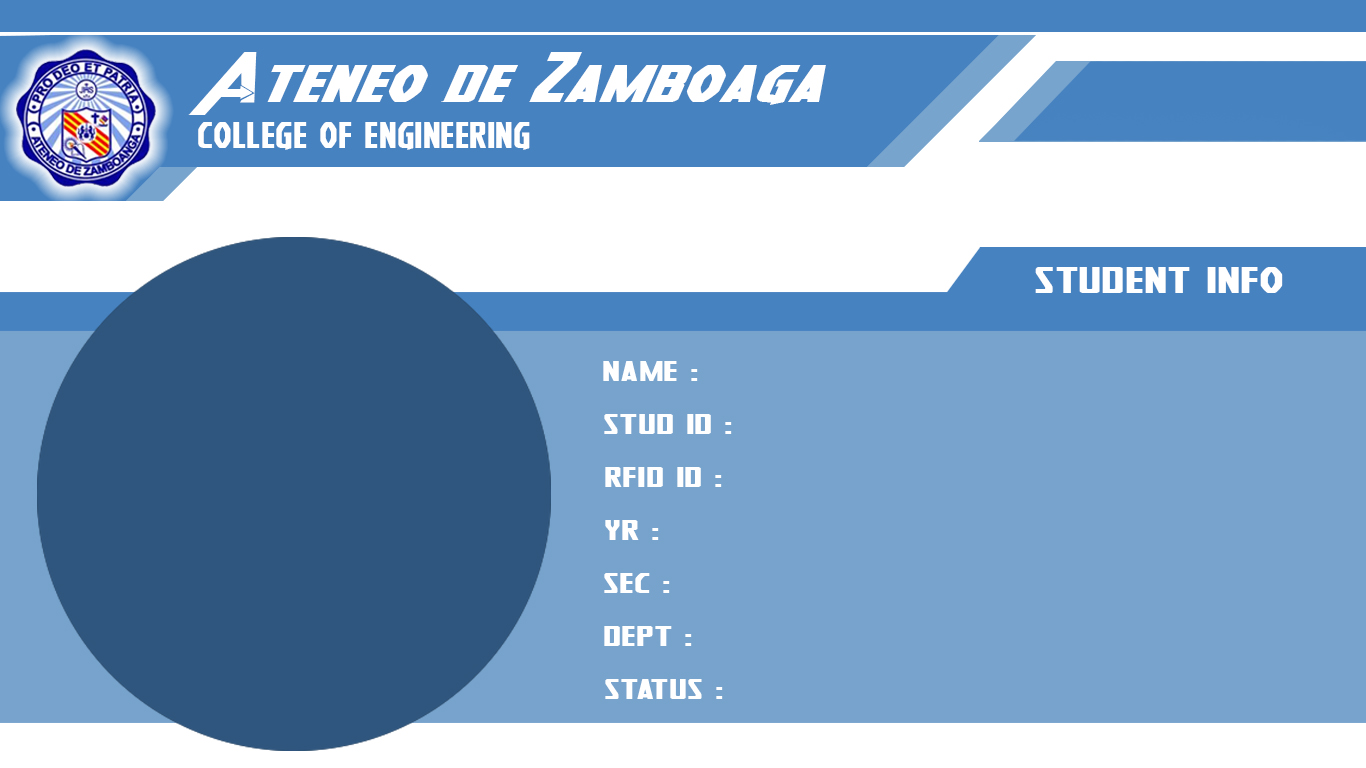 PRO DEO ET PATRIA
ATENEO DE ZAMBOANGA
ATENEO DE ZAMBOAGA
COLLEGE OF ENGINEERING
STUDENT INFO
NAME :
STUD ID :
RFID ID :
YR :
SEC :
DEPT :
STATUS :